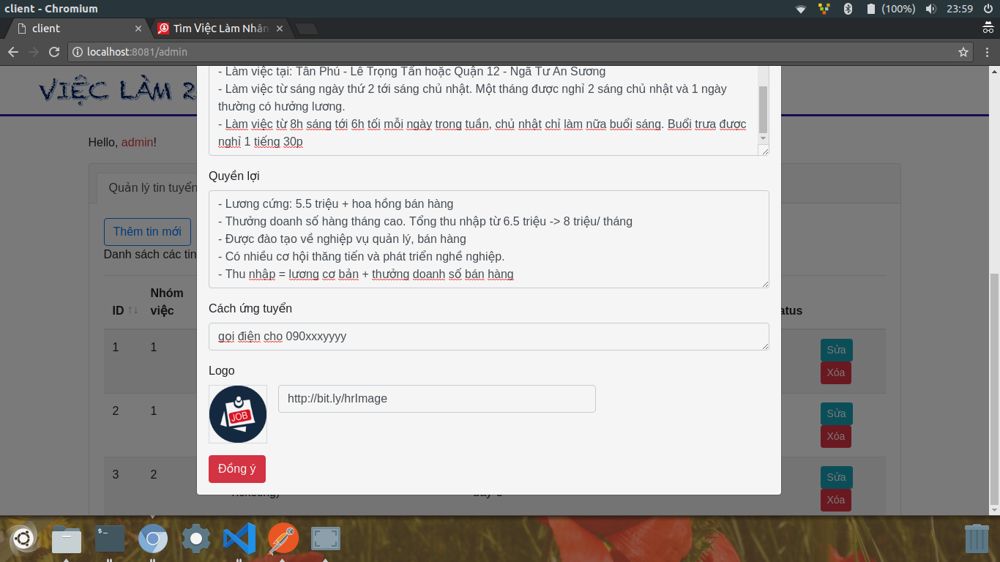 client - Chromium
(100%)
23:59
client
Tìm Việc Làm Nhân
localhost:8081/admin
VIỆC LÀM 2
Hello, admin!
Quản lý tin tuyển
Thêm tin mới
Danh sách các tin
ID ↑↓
Nhóm việc
atus
1 1 Sửa
Xóa
2 1 Sửa
Xóa
3 2 Sửa
Xóa
- Làm việc tại: Tân Phú - Lê Trọng Tấn hoặc Quận 12 - Ngã Tư An Sương
- Làm việc từ sáng ngày thứ 2 tới sáng chủ nhật. Một tháng được nghỉ 2 sáng chủ nhật và 1 ngày
thường có hưởng lương.
- Làm việc từ 8h sáng tới 6h tối mỗi ngày trong tuần, chủ nhật chỉ làm nữa buổi sáng. Buổi trưa được
nghỉ 1 tiếng 30p
Quyền lợi
- Lương cứng: 5.5 triệu + hoa hồng bán hàng
- Thưởng doanh số hàng tháng cao. Tổng thu nhập từ 6.5 triệu -> 8 triệu/ tháng
- Được đào tạo về nghiệp vụ quản lý, bán hàng
- Có nhiều cơ hội thăng tiến và phát triển nghề nghiệp.
- Thu nhập = lương cơ bản + thưởng doanh số bán hàng
Cách ứng tuyển
gọi điện cho 090xxxyyyy
Logo
JOB
http://bit.ly/hrImage
Đồng ý